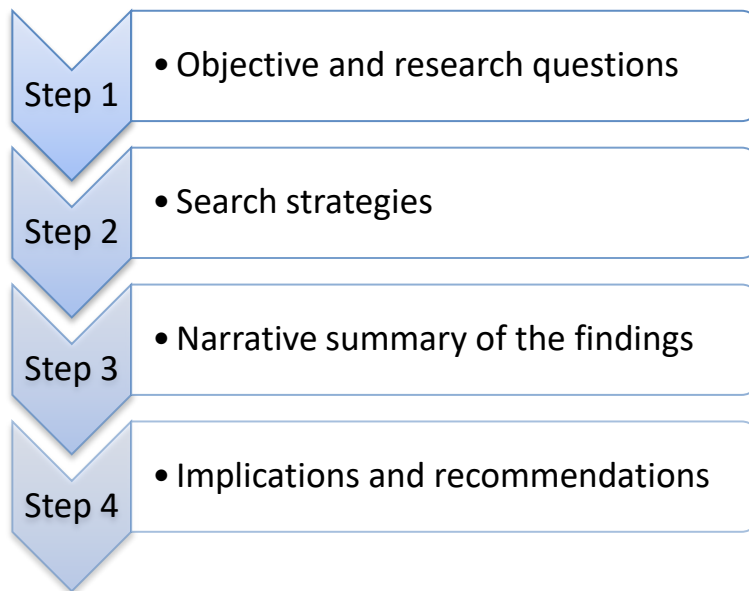 Step 1
• Objective and research questions
Step 2
• Search strategies
Step 3
• Narrative summary of the findings
Step 4
• Implications and recommendations